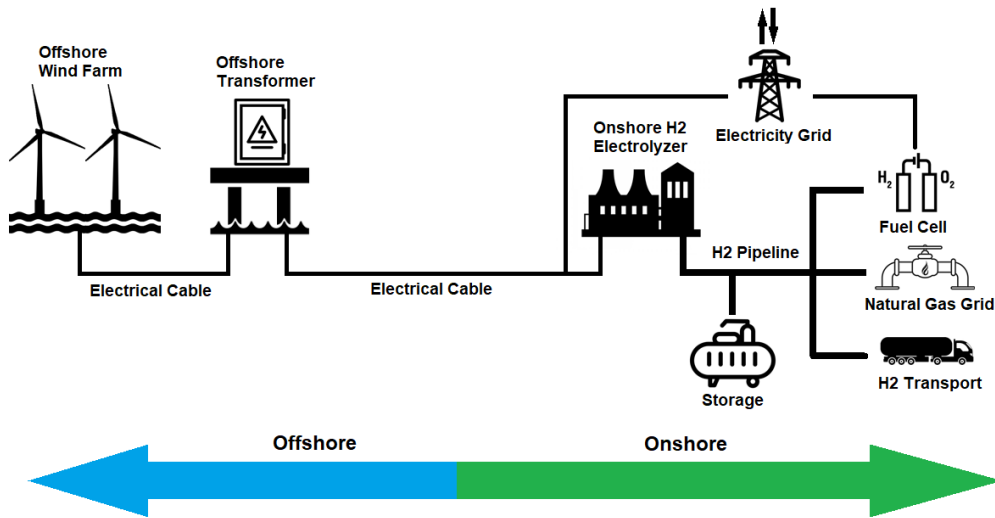 Offshore
Wind Farm
Offshore
Transformer
Electricity Grid
Onshore H2
Electrolyzer
H₂
O₂
Fuel Cell
H2 Pipeline
Electrical Cable
Electrical Cable
Natural Gas Grid
Storage
H2 Transport
Offshore
Onshore